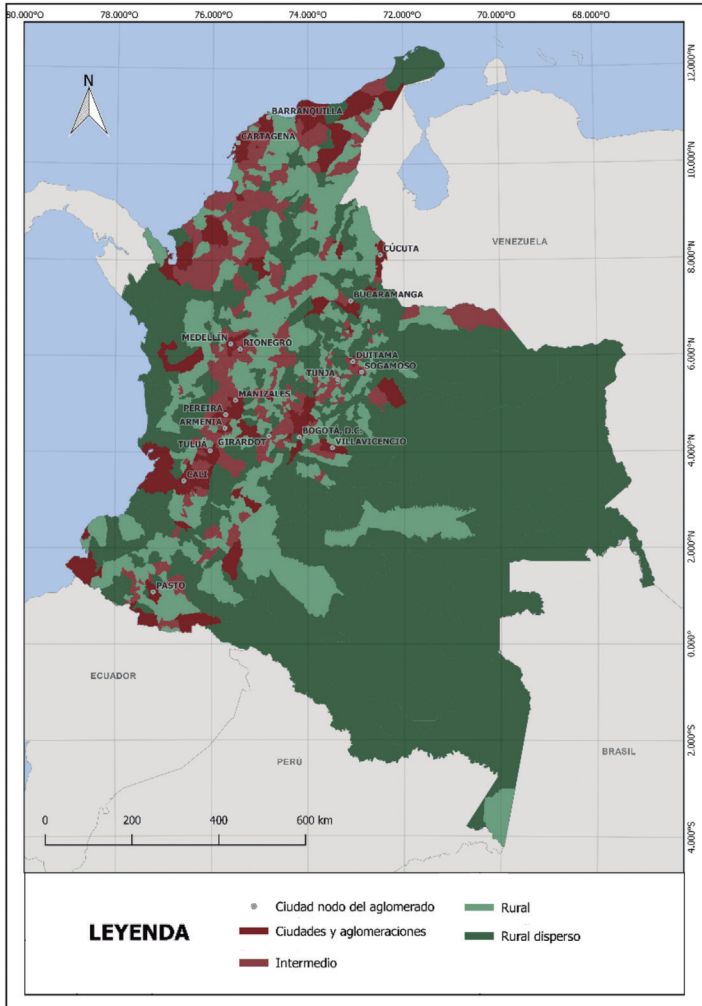 80.000°O 78.000°O 76.000°O 74.000°O 72.000°O 70.000°O 68.000°O
12.000°N
N
BARRANQUILLA
CARTAGENA
10.000°N
VENEZUELA
CÚCUTA
8.000°N
BUCARAMANGA
MEDELLÍN
RIONEGRO
6.000°N
DUITAMA
SOGAMOSO
TUNJA
MANIZALES
PEREIRA
ARMENIA
BOGOTÁ, D.C.
TULUÁ
GIRARDOT
VILLAVICENCIO
4.000°N
CALI
2.000°N
PASTO
0.000°
ECUADOR
2.000°S
PERÚ
BRASIL
0 200 400 600 km
4.000°S
LEYENDA
Ciudad nodo del aglomerado
Ciudades y aglomeraciones
Intermedio
Rural
Rural disperso